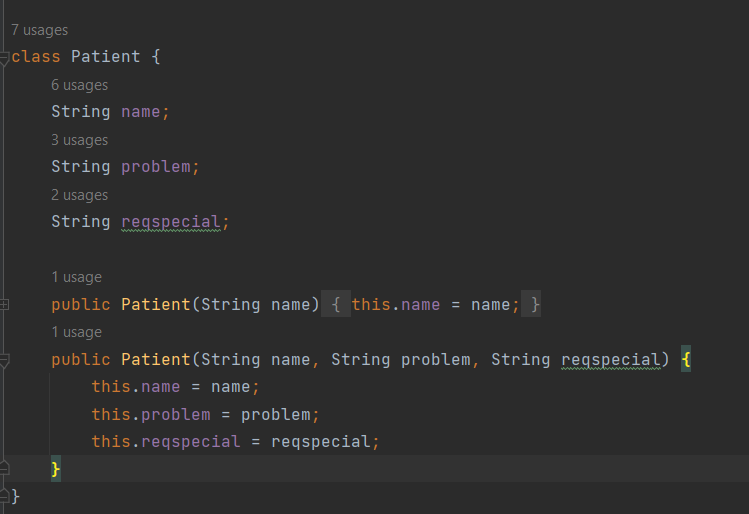 7 usages
class Patient {
6 usages
String name;
3 usages
String problem;
2 usages
String reqspecial;
1 usage
public Patient(String name) { this.name = name; }
1 usage
public Patient(String name, String problem, String reqspecial) {
this.name = name;
this.problem = problem;
this.reqspecial = reqspecial;
}
}